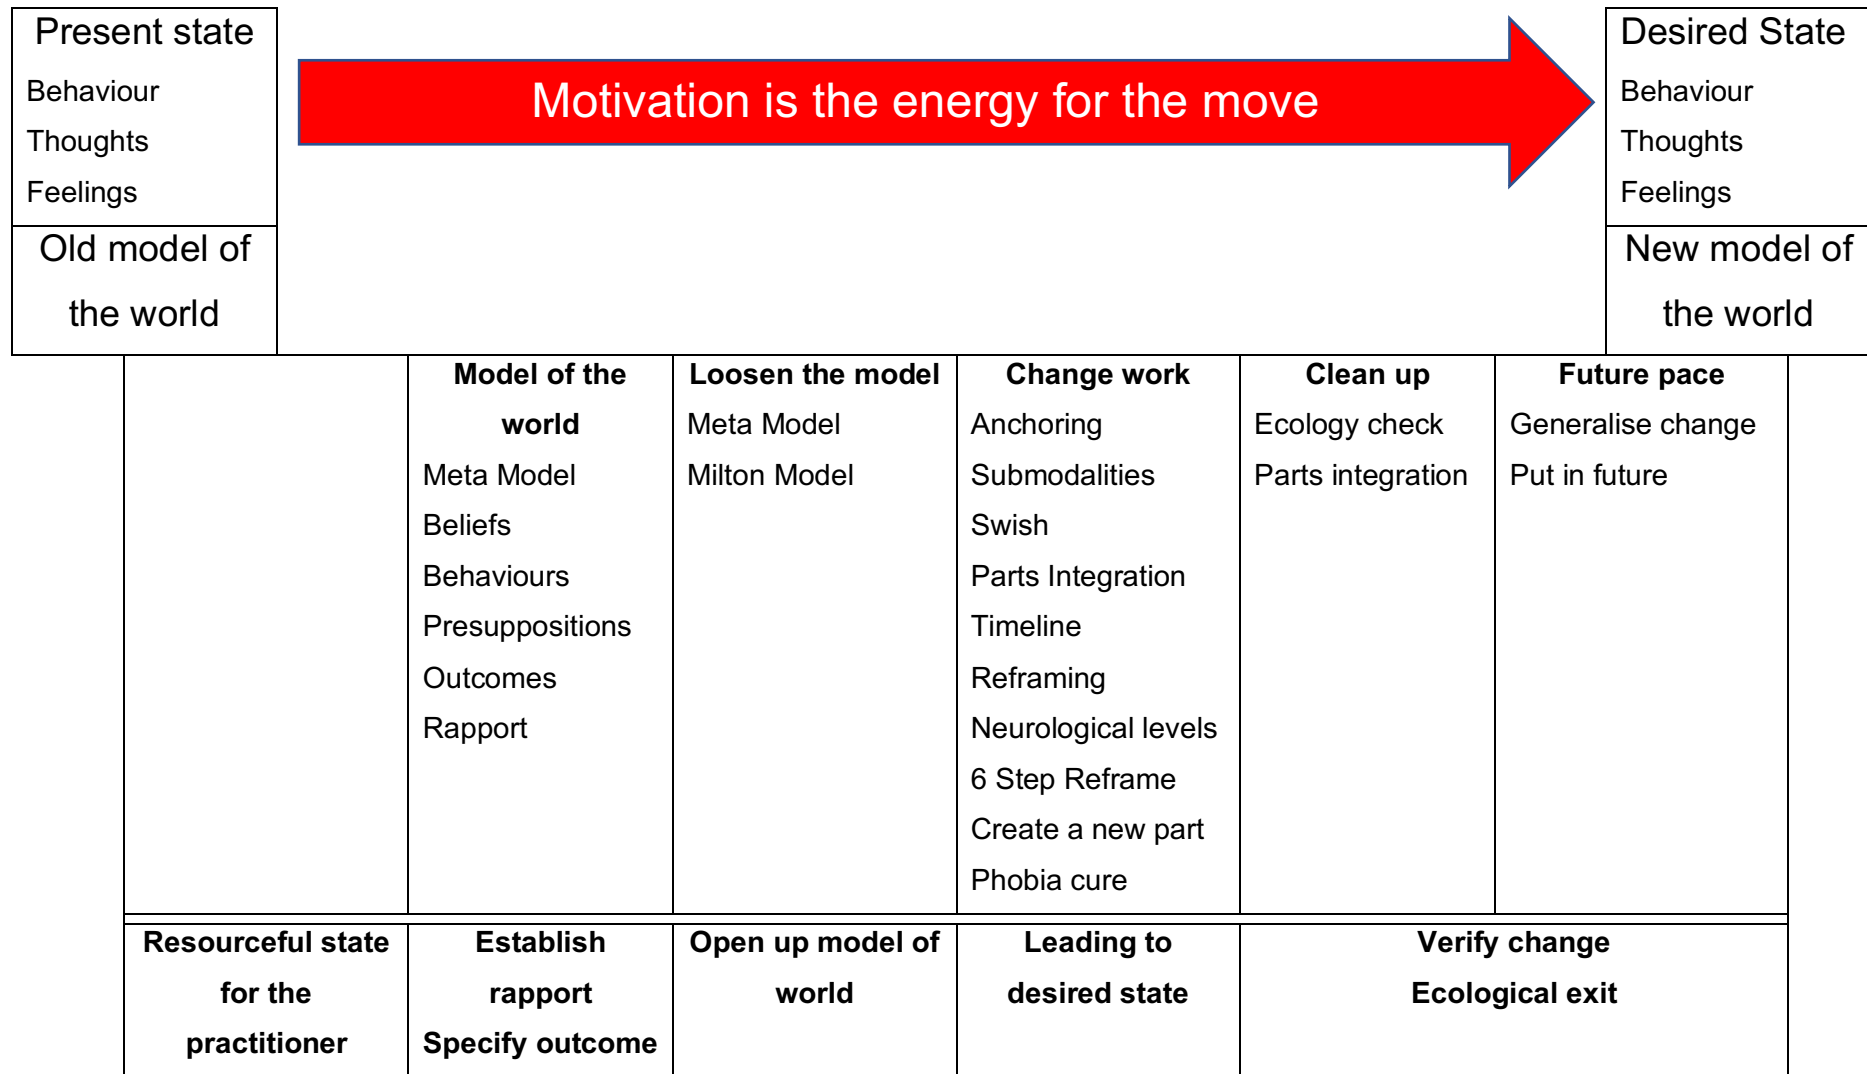 Present state
Behaviour
Thoughts
Feelings
Old model of
the world
Motivation is the energy for the move
Desired State
Behaviour
Thoughts
Feelings
New model of
the world
Model of the
world
Meta Model
Beliefs
Behaviours
Presuppositions
Outcomes
Rapport
Loosen the model
Meta Model
Milton Model
Change work
Anchoring
Submodalities
Swish
Parts Integration
Timeline
Reframing
Neurological levels
6 Step Reframe
Create a new part
Phobia cure
Clean up
Ecology check
Parts integration
Future pace
Generalise change
Put in future
Resourceful state
for the
practitioner
Establish
rapport
Specify outcome
Open up model of
world
Leading to
desired state
Verify change
Ecological exit